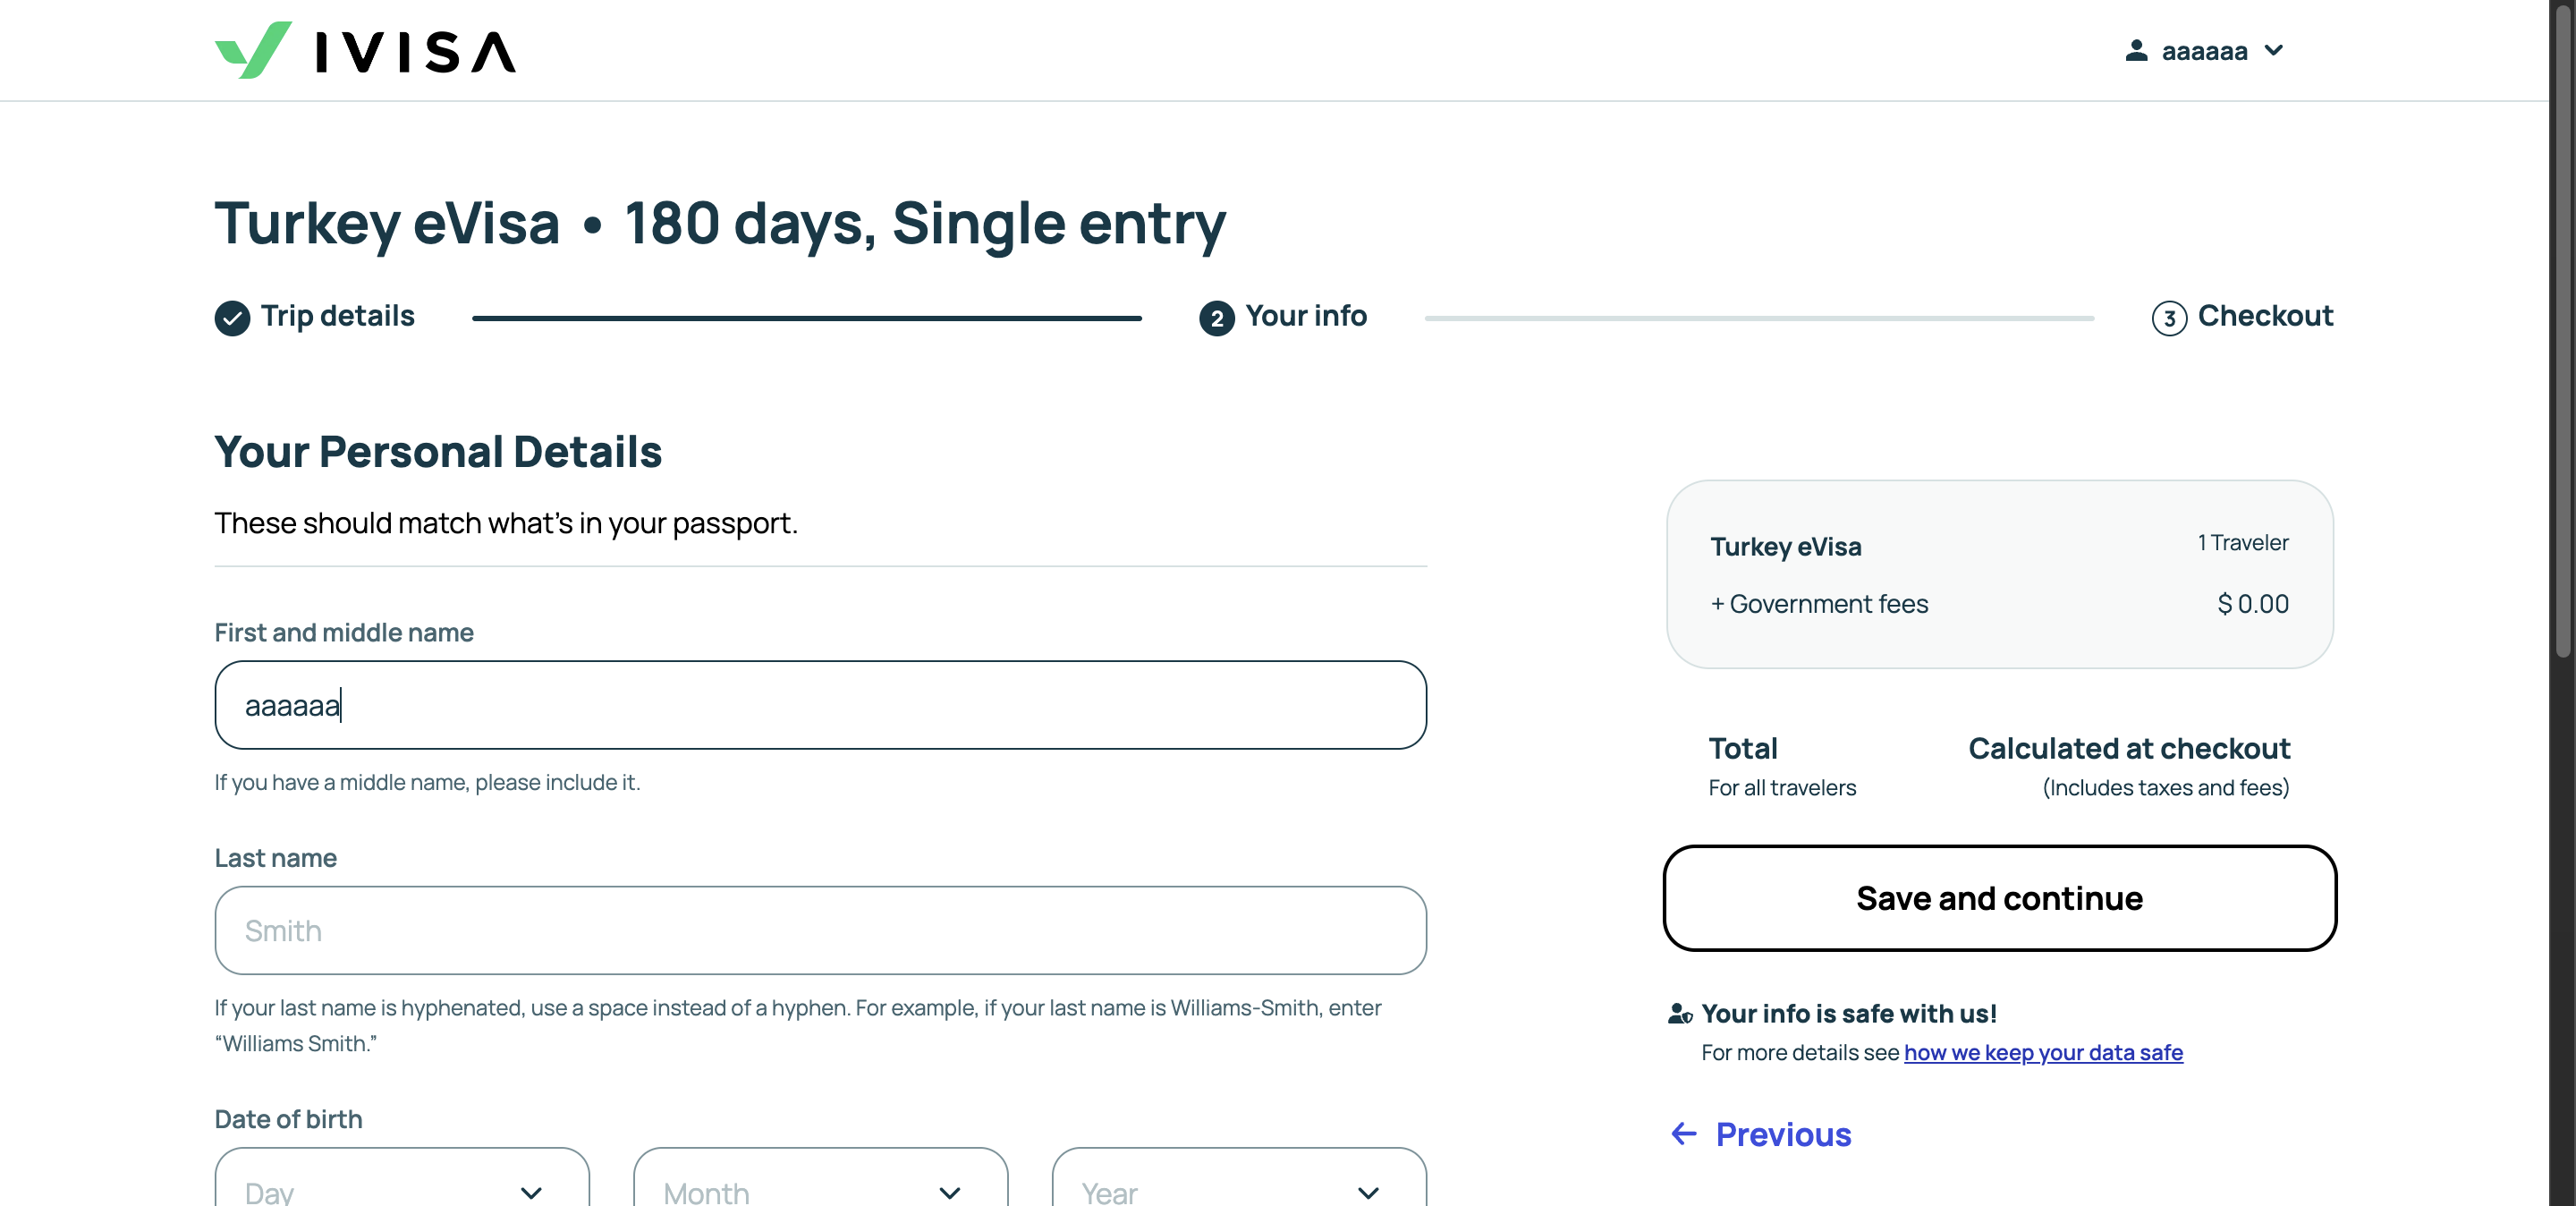 IVISA
aaaaaa
Turkey eVisa • 180 days, Single entry
Trip details
2 Your info
3 Checkout
Your Personal Details
These should match what's in your passport.
First and middle name
aaaaaa
If you have a middle name, please include it.
Last name
Smith
If your last name is hyphenated, use a space instead of a hyphen. For example, if your last name is Williams-Smith, enter
“Williams Smith.”
Date of birth
Day Month Year
Turkey eVisa 1 Traveler
+ Government fees $ 0.00
Total Calculated at checkout
For all travelers (Includes taxes and fees)
Save and continue
Your info is safe with us!
For more details see how we keep your data safe
← Previous